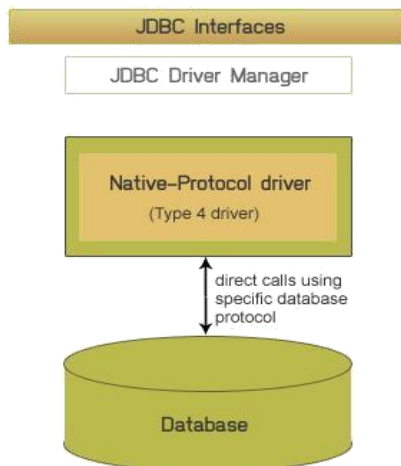 JDBC Interfaces
JDBC Driver Manager
Native-Protocol driver
(Type 4 driver)
direct calls using
specific database
protocol
Database